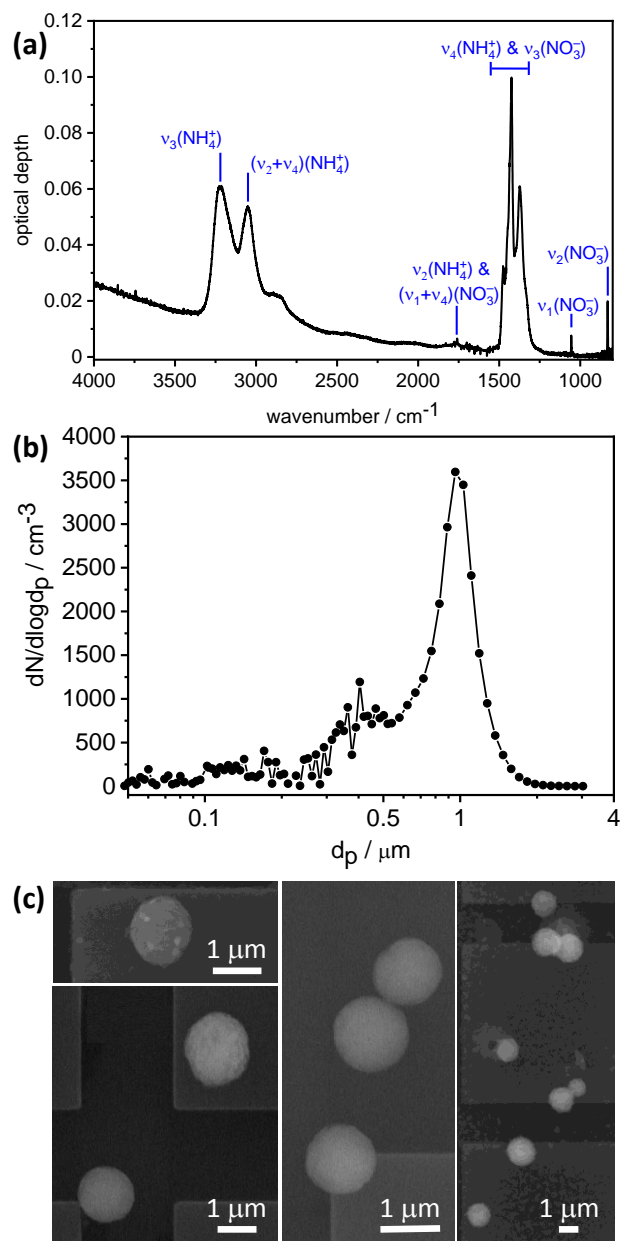 (a)
0.12
0.10
0.08
0.06
0.04
0.02
0
optical depth
ν₄(NH₄⁺) & ν₃(NO₃⁻)
ν₃(NH₄⁺)
(ν₂+ν₄)(NH₄⁺)
ν₂(NH₄⁺) &
(ν₁+ν₄)(NO₃⁻)
ν₂(NO₃⁻)
ν₁(NO₃⁻)
4000 3500 3000 2500 2000 1500 1000
wavenumber / cm⁻¹
(b)
4000
3500
3000
2500
2000
1500
1000
500
0
dN/dlogdₚ / cm⁻³
0.1 0.5 1 4
dₚ / μm
(c)
1 μm
1 μm
1 μm
1 μm